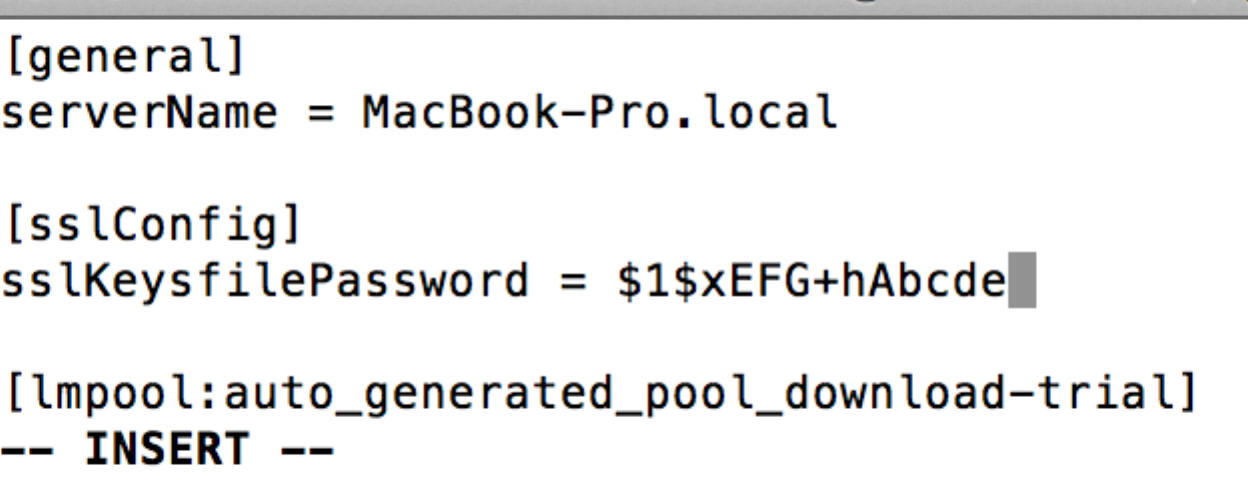 [general]
serverName = MacBook-Pro.local
[sslConfig]
sslKeysfilePassword = $1$xEFG+hAbcde
[lmpool:auto_generated_pool_download-trial]
-- INSERT --